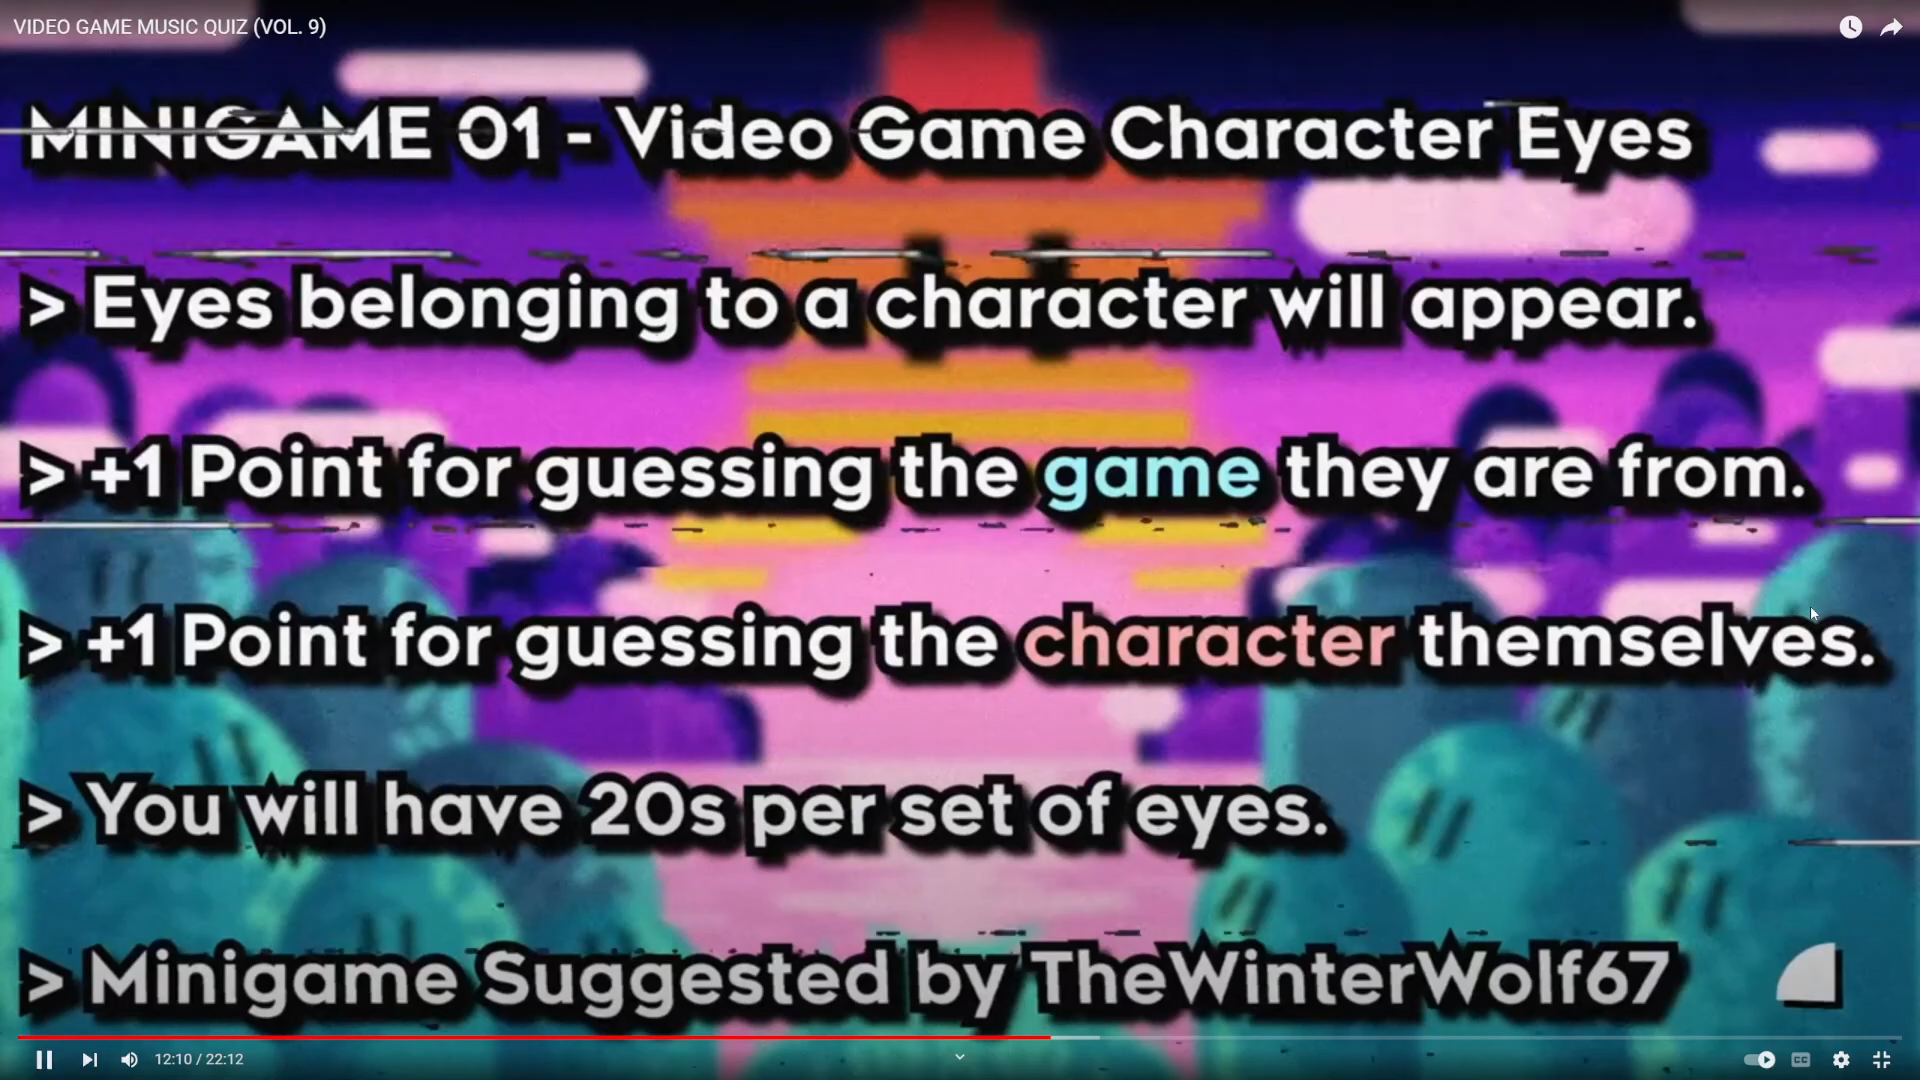 VIDEO GAME MUSIC QUIZ (VOL. 9)
MINIGAME 01 - Video Game Character Eyes
> Eyes belonging to a character will appear.
> +1 Point for guessing the game they are from.
> +1 Point for guessing the character themselves.
> You will have 20s per set of eyes.
> Minigame Suggested by TheWinterWolf67
12:10 / 22:12
CC